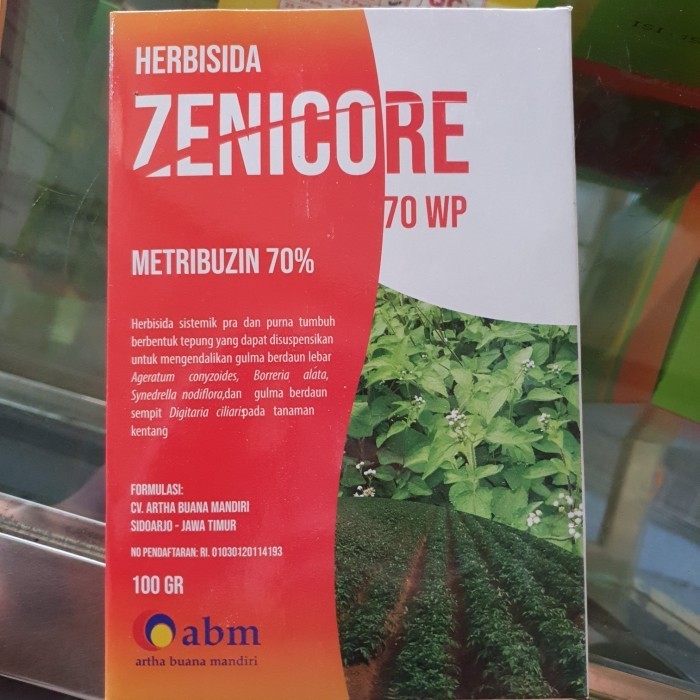 HERBISIDA
ZENICORE
70 WP
METRIBUZIN 70%
Herbisida sistemik pra dan purna tumbuh
berbentuk tepung yang dapat disuspensikan
untuk mengendalikan gulma berdaun lebar
Ageratum conyzoides, Borreria alata,
Synedrella nodiflora,dan gulma berdaun
sempit Digitaria ciliarispada tanaman
kentang
FORMULASI:
CV. ARTHA BUANA MANDIRI
SIDOARJO - JAWA TIMUR
NO PENDAFTARAN: RI. 01030120114193
100 GR
abm
artha buana mandiri